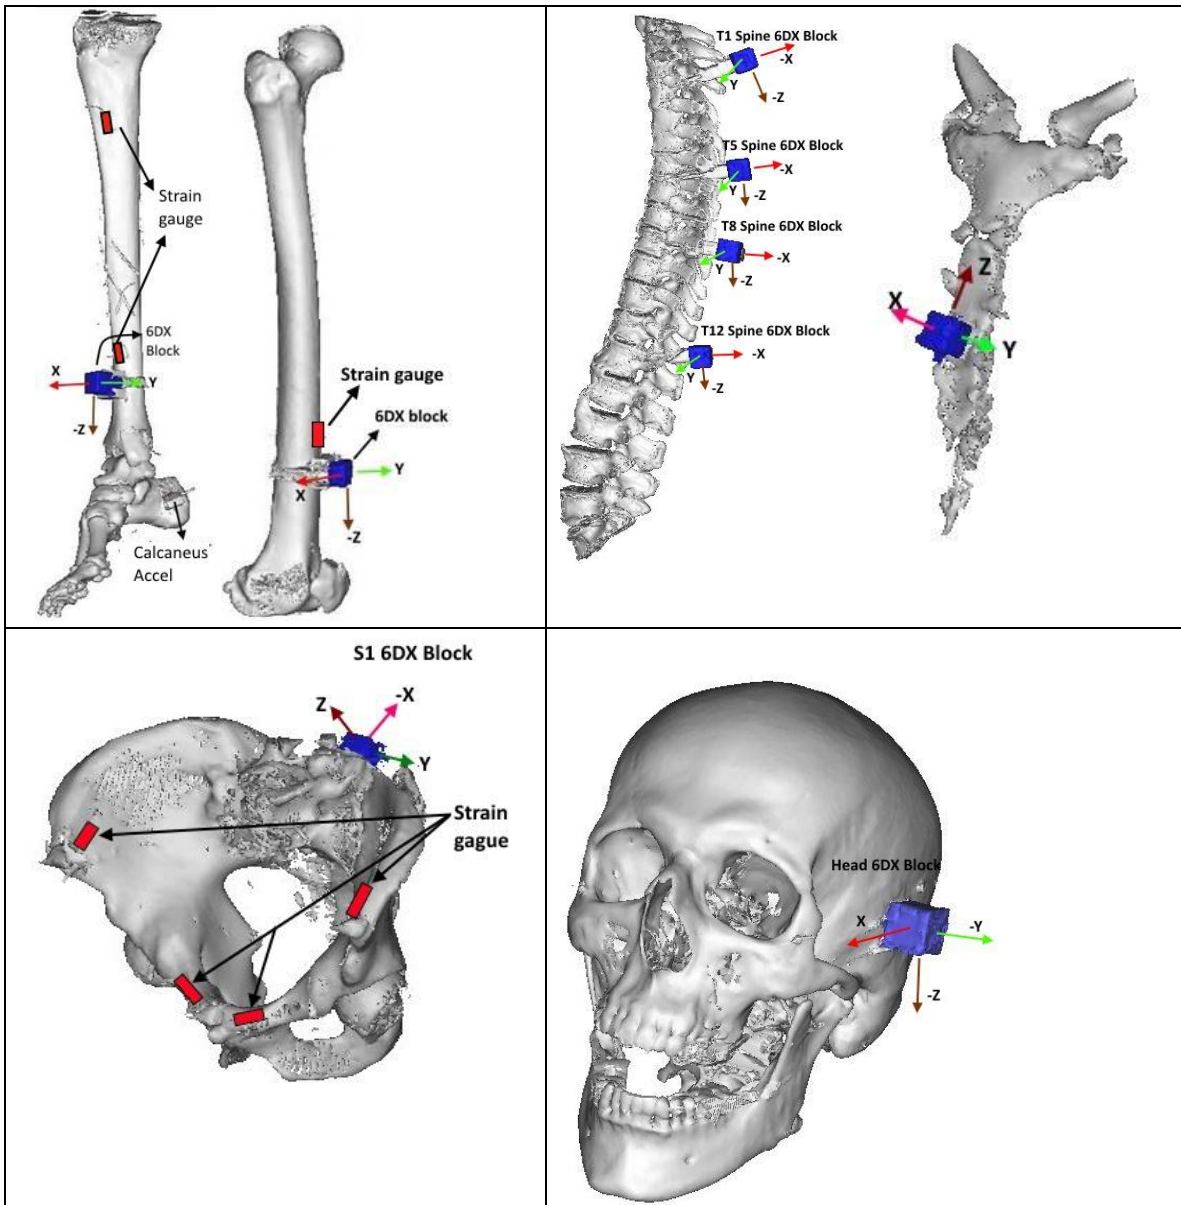 Strain
gauge
6DX
Block
X
Y
-Z
Calcaneus
Accel
Strain gauge
6DX block
Y
X
-Z
T1 Spine 6DX Block
-X
Y
-Z
T5 Spine 6DX Block
-X
Y
-Z
T8 Spine 6DX Block
-X
Y
-Z
T12 Spine 6DX Block
-X
Y
-Z
Z
X
Y
S1 6DX Block
-X
Z
Y
Strain
gague
Head 6DX Block
X
-Y
-Z